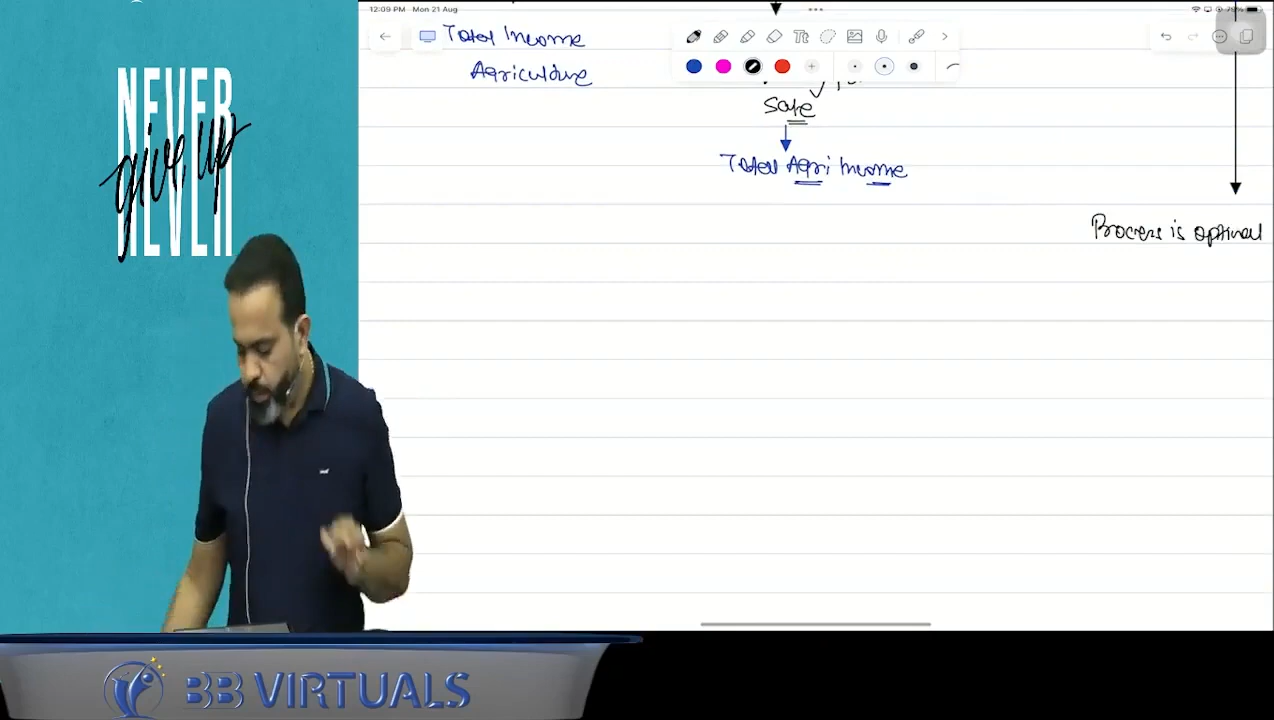 12:09 PM Mon 21 Aug
79%
Total Income
Agriculture
Sale
Total Agri Income
Process is optional
NEVER
give up
NEVER
BB VIRTUALS